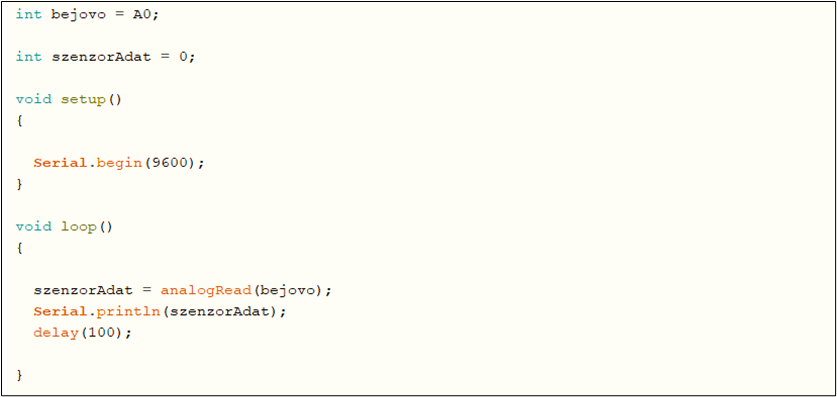 int bejovo = A0;
int szenzorAdat = 0;
void setup()
{
  Serial.begin(9600);
}
void loop()
{
  szenzorAdat = analogRead(bejovo);
  Serial.println(szenzorAdat);
  delay(100);
}